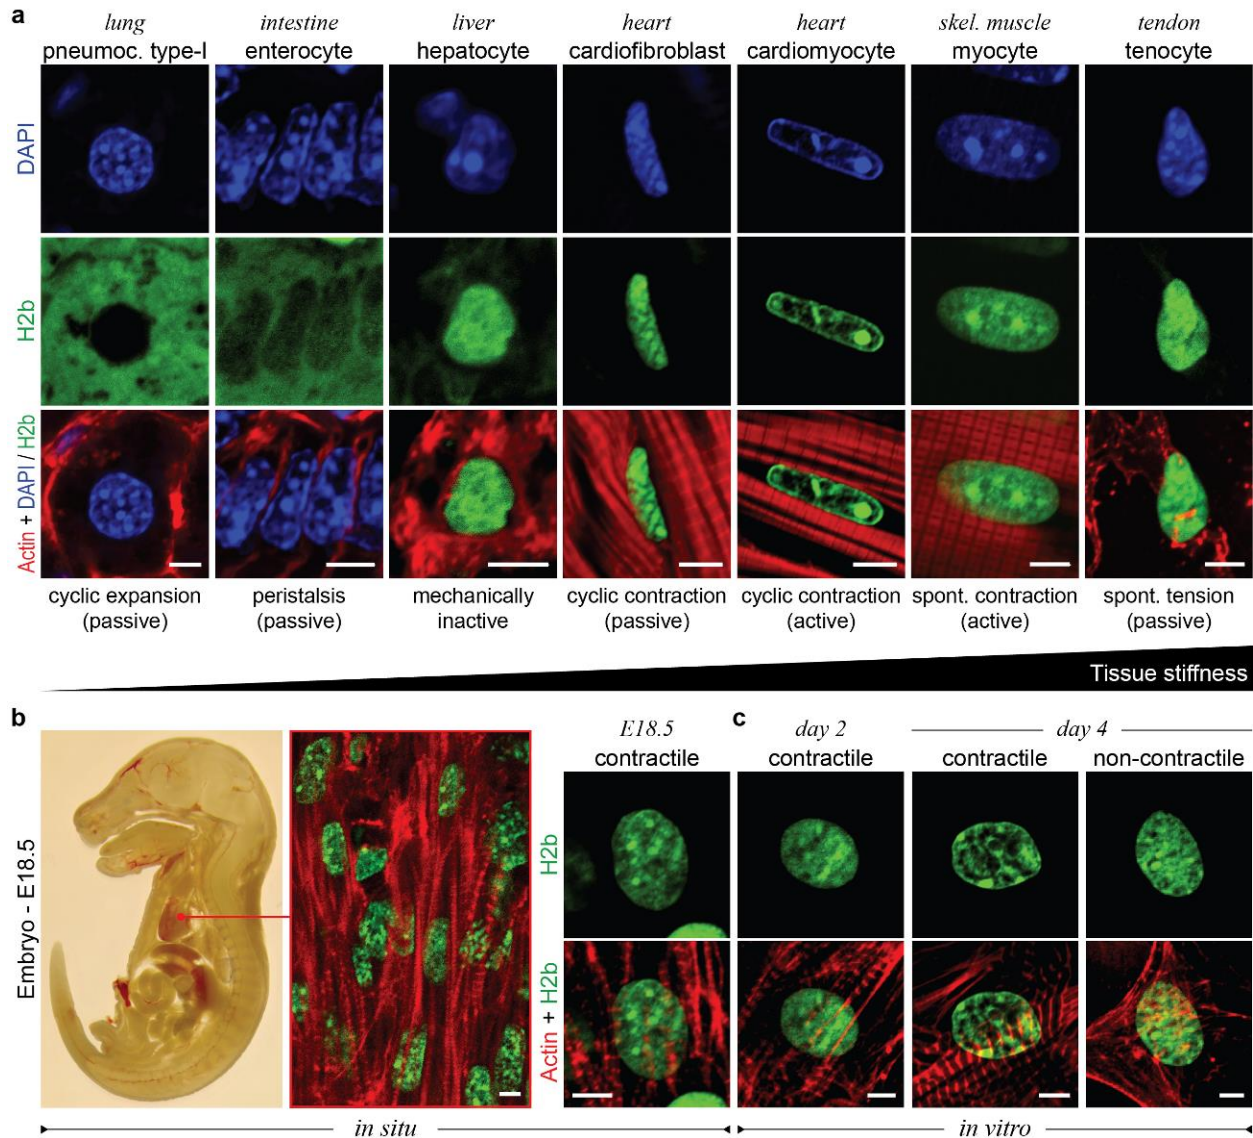 a
lung
pneumoc. type-I
intestine
enterocyte
liver
hepatocyte
heart
cardiofibroblast
heart
cardiomyocyte
skel. muscle
myocyte
tendon
tenocyte
DAPI
H2b
Actin + DAPI / H2b
cyclic expansion
(passive)
peristalsis
(passive)
mechanically
inactive
cyclic contraction
(passive)
cyclic contraction
(active)
spont. contraction
(active)
spont. tension
(passive)
Tissue stiffness
b
Embryo - E18.5
E18.5
contractile
c
day 2
contractile
day 4
contractile
non-contractile
H2b
Actin + H2b
in situ
in vitro